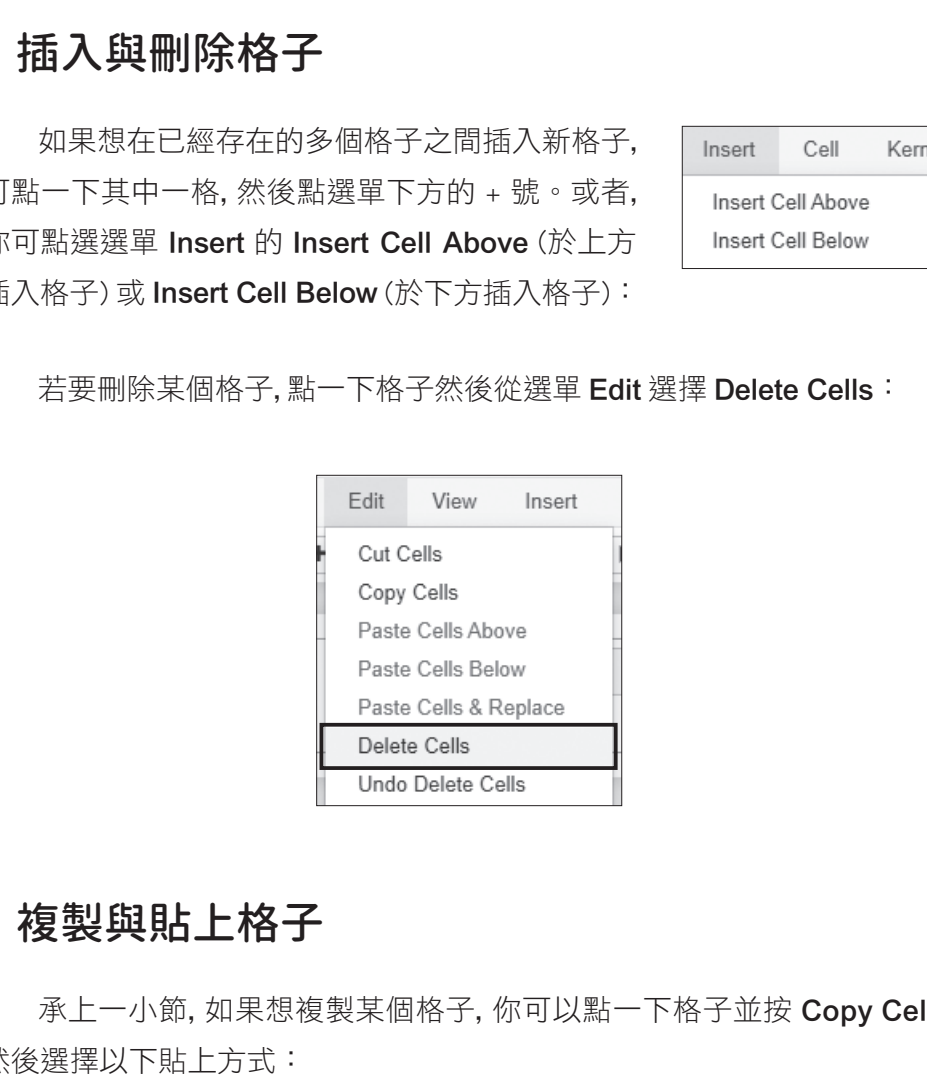 插入與刪除格子
如果想在已經存在的多個格子之間插入新格子,
可點一下其中一格, 然後點選單下方的 + 號。或者,
你可點選選單 Insert 的 Insert Cell Above (於上方
插入格子) 或 Insert Cell Below (於下方插入格子)：
Insert Cell Kern
Insert Cell Above
Insert Cell Below
若要刪除某個格子, 點一下格子然後從選單 Edit 選擇 Delete Cells：
Edit View Insert
Cut Cells
Copy Cells
Paste Cells Above
Paste Cells Below
Paste Cells & Replace
Delete Cells
Undo Delete Cells
複製與貼上格子
承上一小節, 如果想複製某個格子, 你可以點一下格子並按 Copy Cel
然後選擇以下貼上方式：